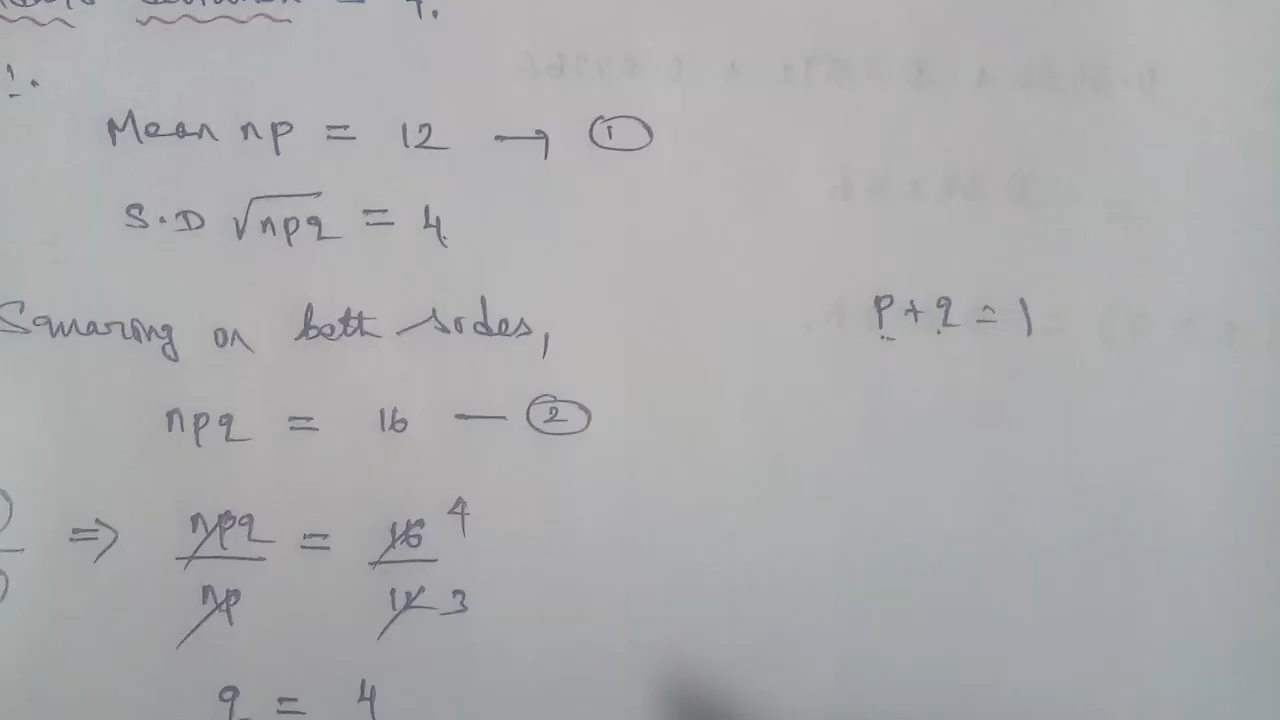 = 4.
1.
Mean np = 12 → ①
S.D √npq = 4
Squaring on both sides,
p + q = 1
npq = 16 — ②
⇒ npq/np = 16/12 4 3
q = 4